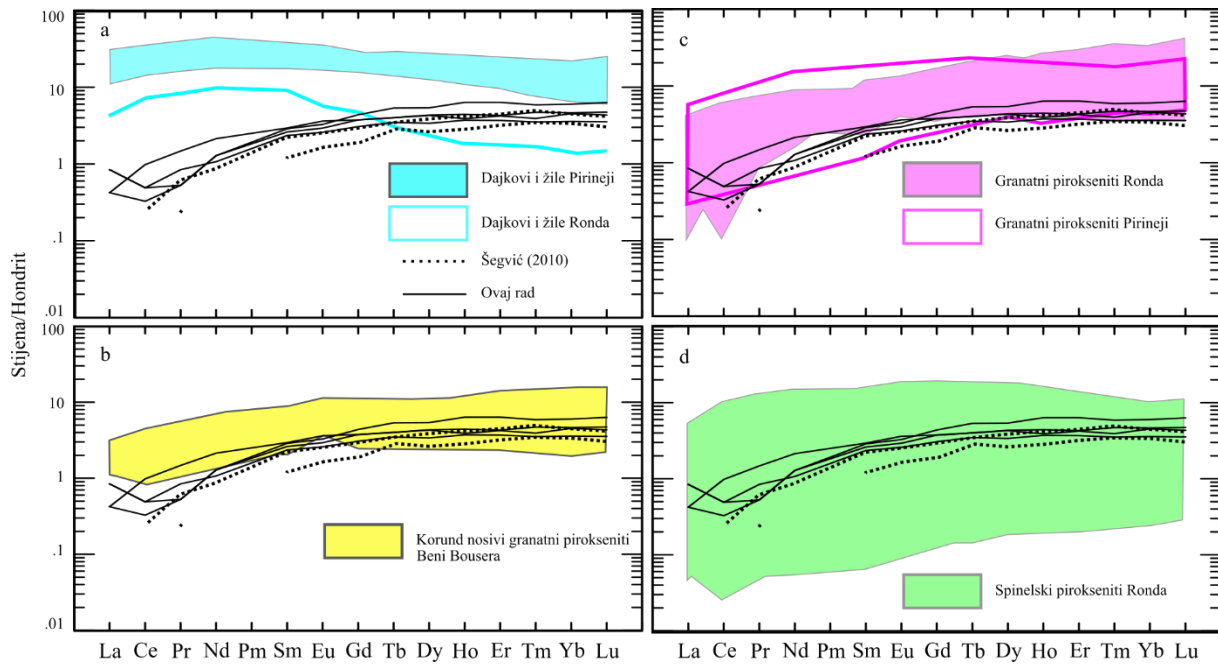 Stijena/Hondrit
100
10
1
.1
.01
a
Dajkovi i žile Pirineji
Dajkovi i žile Ronda
Šegvić (2010)
Ovaj rad
c
Granatni pirokseniti Ronda
Granatni pirokseniti Pirineji
100
10
1
.1
.01
b
Korund nosivi granatni pirokseniti
Beni Bousera
d
Spinelski pirokseniti Ronda
La Ce Pr Nd Pm Sm Eu Gd Tb Dy Ho Er Tm Yb Lu
La Ce Pr Nd Pm Sm Eu Gd Tb Dy Ho Er Tm Yb Lu